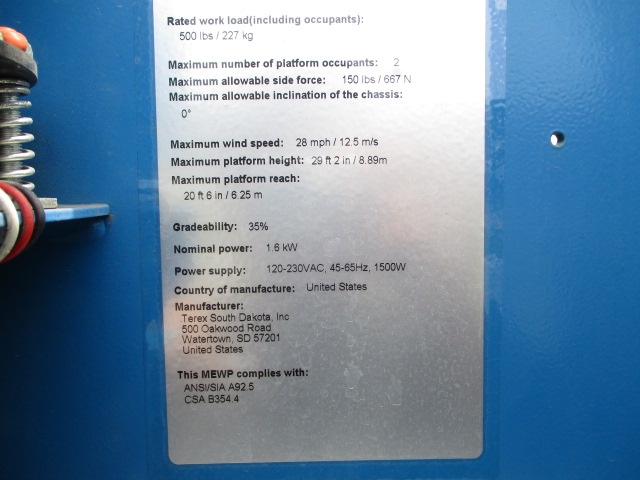 Rated work load(including occupants):
500 lbs / 227 kg
Maximum number of platform occupants: 2
Maximum allowable side force: 150 lbs / 667 N
Maximum allowable inclination of the chassis:
0°
Maximum wind speed: 28 mph / 12.5 m/s
Maximum platform height: 29 ft 2 in / 8.89m
Maximum platform reach:
20 ft 6 in / 6.25 m
Gradeability: 35%
Nominal power: 1.6 kW
Power supply: 120-230VAC, 45-65Hz, 1500W
Country of manufacture: United States
Manufacturer:
Terex South Dakota, Inc
500 Oakwood Road
Watertown, SD 57201
United States
This MEWP complies with:
ANSI/SIA A92.5
CSA B354.4